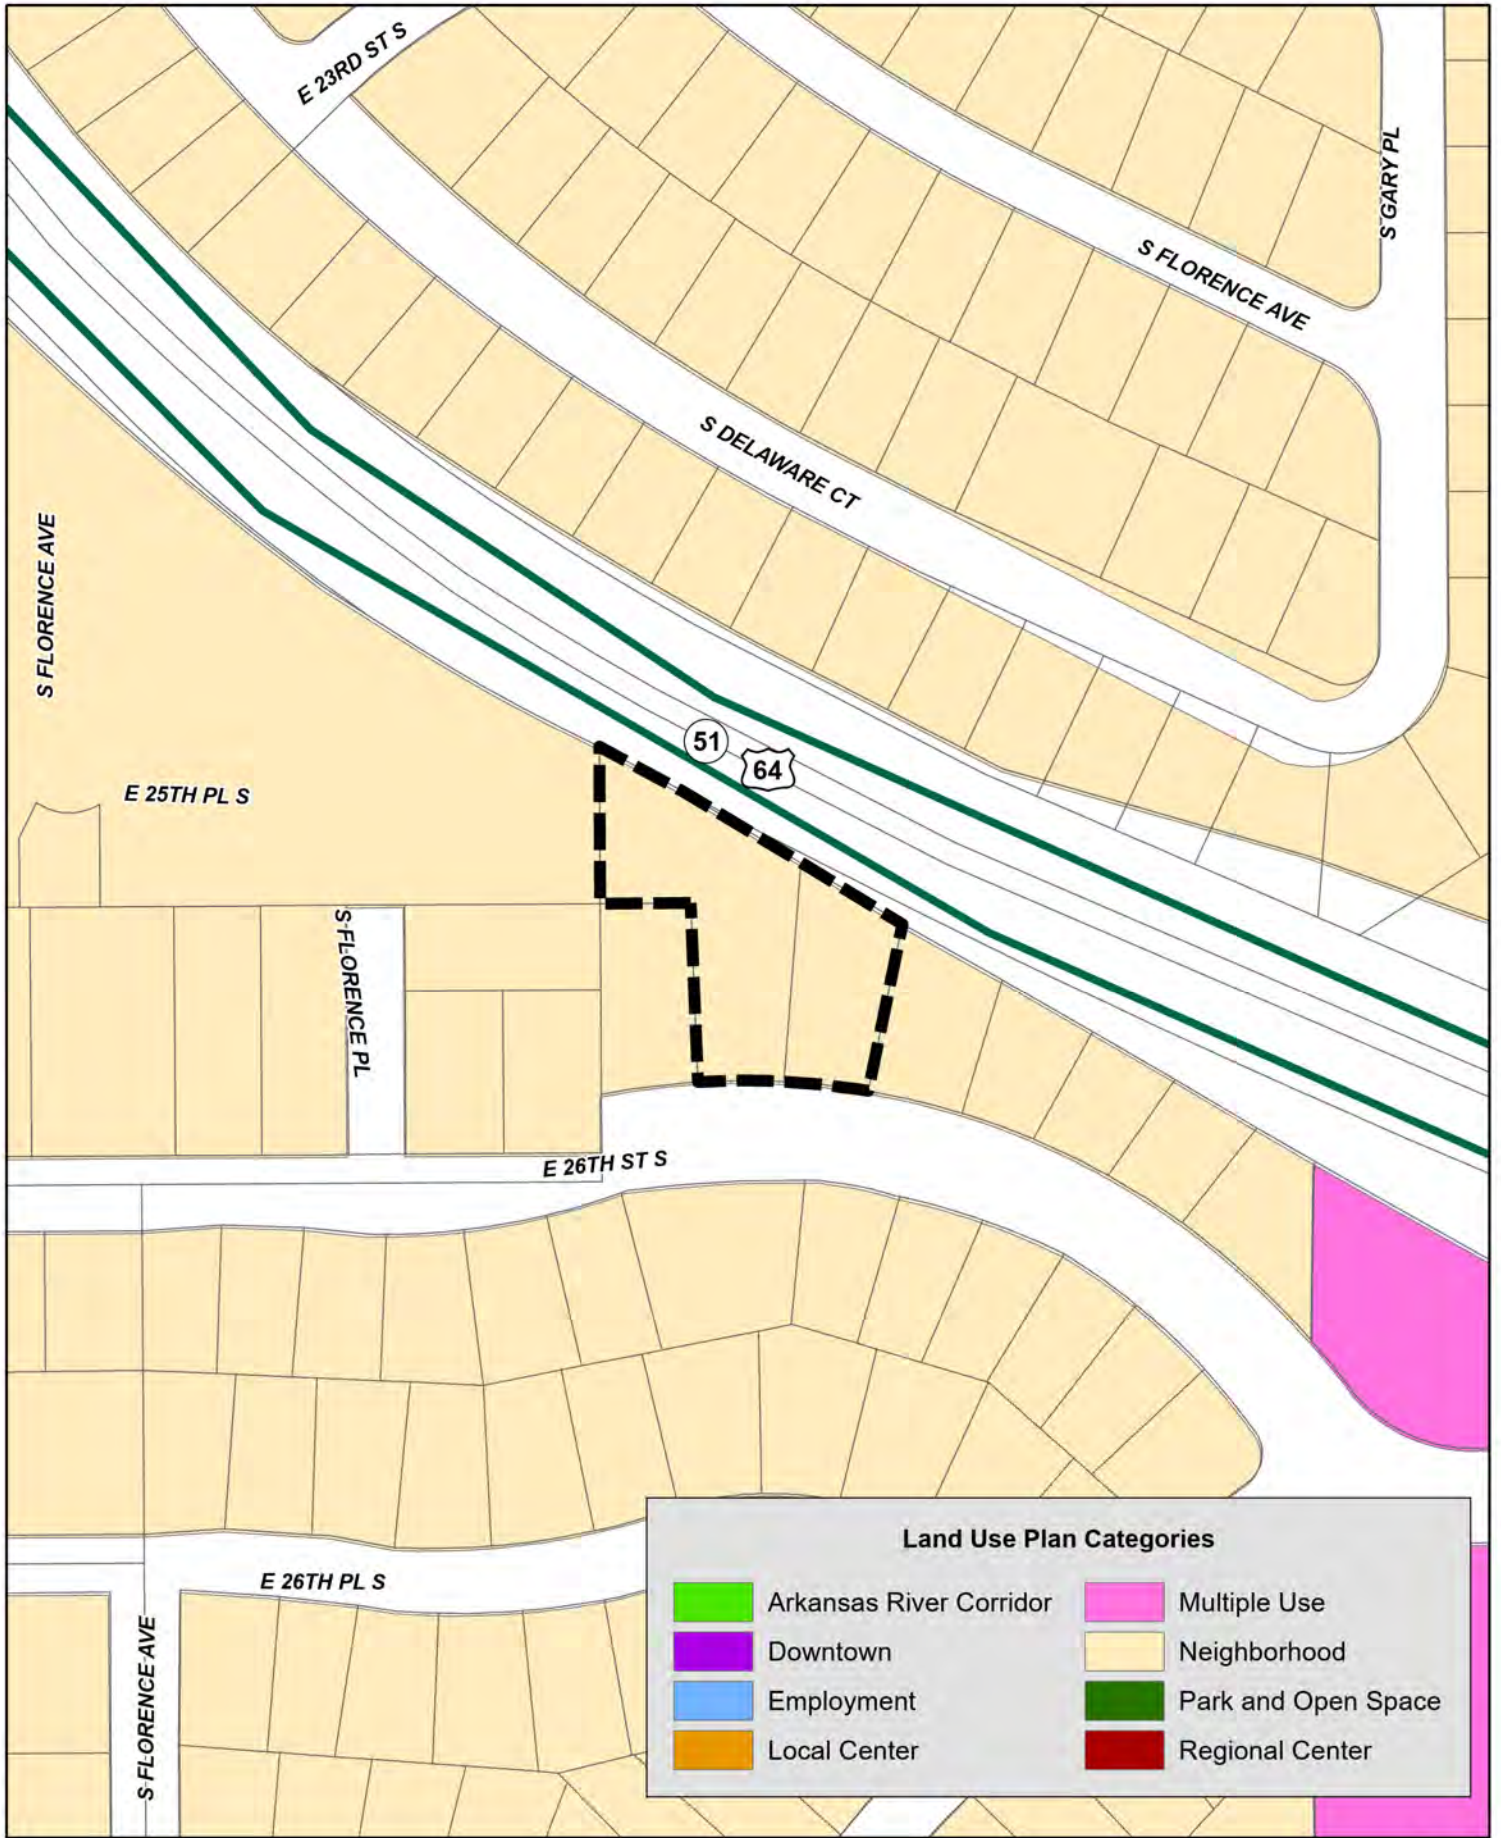 E 23RD ST S
S GARY PL
S FLORENCE AVE
S DELAWARE CT
S FLORENCE AVE
51
64
E 25TH PL S
S FLORENCE PL
E 26TH ST S
E 26TH PL S
S FLORENCE AVE
Land Use Plan Categories
Arkansas River Corridor
Downtown
Employment
Local Center
Multiple Use
Neighborhood
Park and Open Space
Regional Center